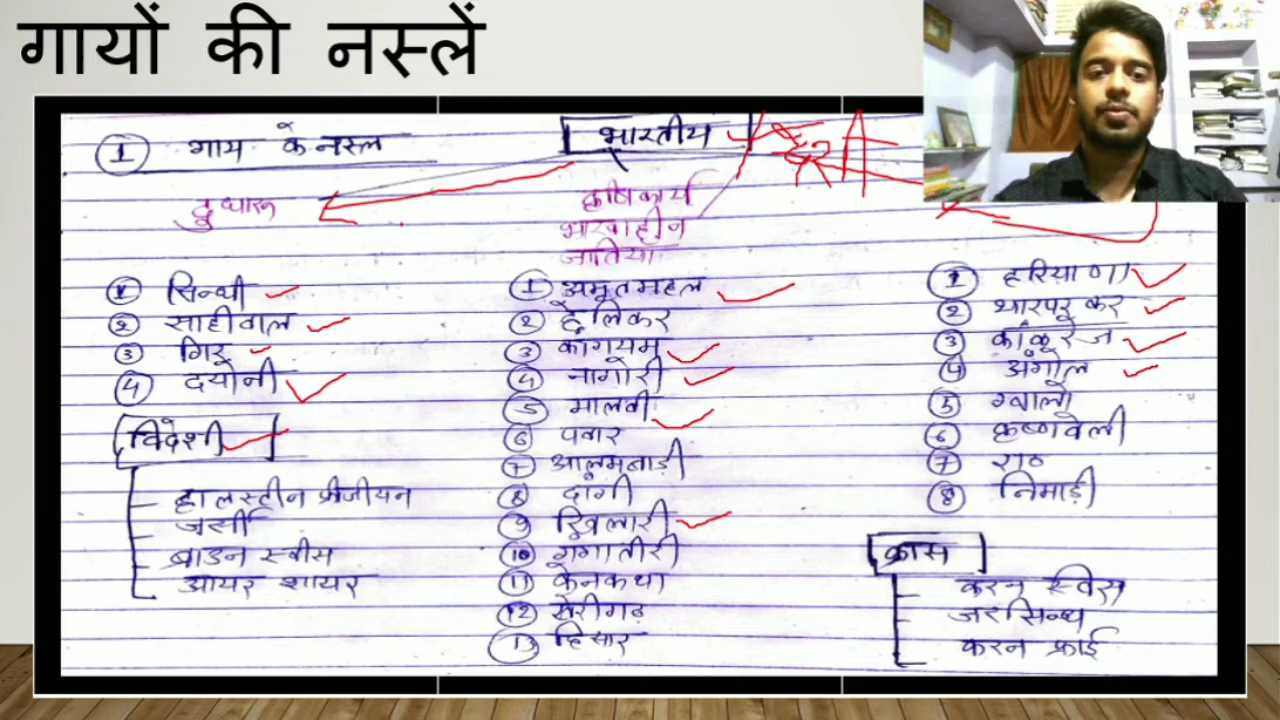 गायों की नस्लें
① गाय के नस्ल
भारतीय
दुधारू
कृषि कार्य
भारवाहीन
जातिया
① सिन्धी
② साहीवाल
③ गिर
④ दयोनी
विदेशी
हालस्टीन फ्रीजीयन
जर्सी
ब्राउन स्वीस
आयर शायर
① अमृतमहल
② हैलिकर
③ कांगयम
④ नागोरी
⑤ मालवी
⑥ पवार
⑦ आलमबाड़ी
⑧ दांगी
⑨ खिलारी
⑩ गंगातीरी
⑪ केनकथा
⑫ खेरीगढ़
⑬ हिसार
① हरियाणा
② थारपरकर
③ कांकरेज
④ अंगोल
⑤ ग्वालो
⑥ कृष्णवेली
⑦ राठ
⑧ निमाड़ी
क्रास
करन स्विस
जरसिन्ध
करन फ्राई